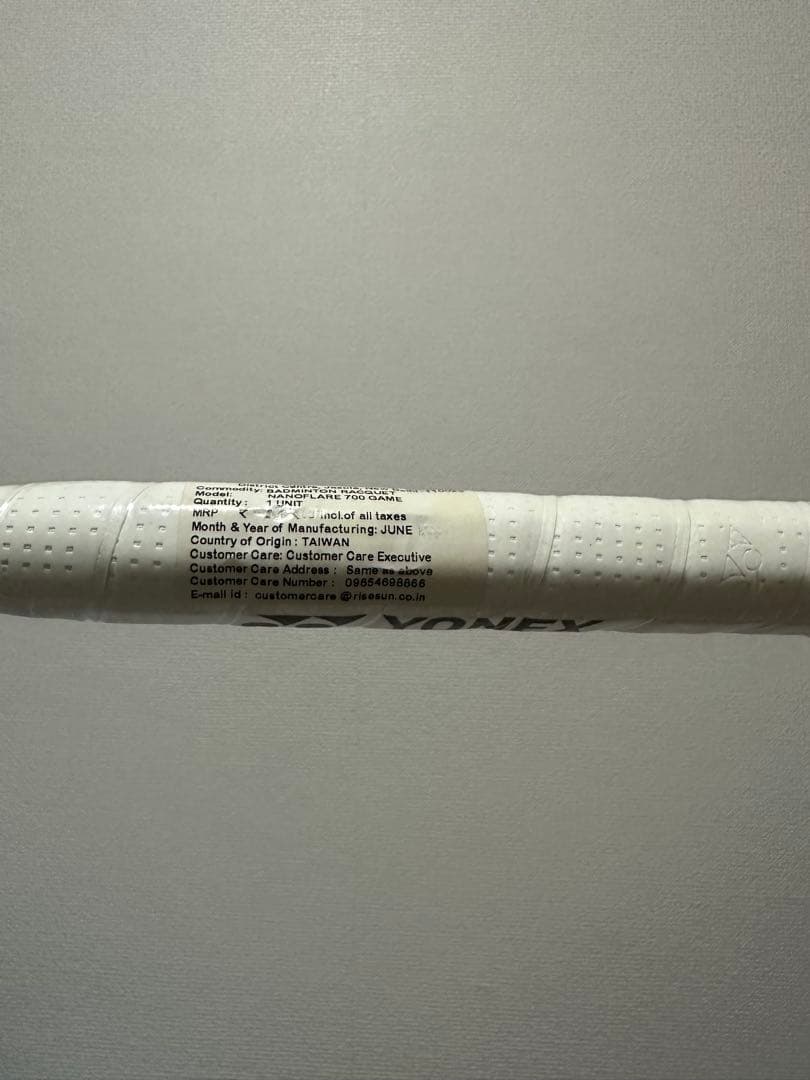 Commodity: BADMINTON RACQUET
Model: NANOFLARE 700 GAME
Quantity : 1 UNIT
MRP ₹ incl.of all taxes
Month & Year of Manufacturing: JUNE
Country of Origin : TAIWAN
Customer Care: Customer Care Executive
Customer Care Address : Same as above
Customer Care Number : 09654698866
E-mail id : customercare @risesun.co.in
YONEX